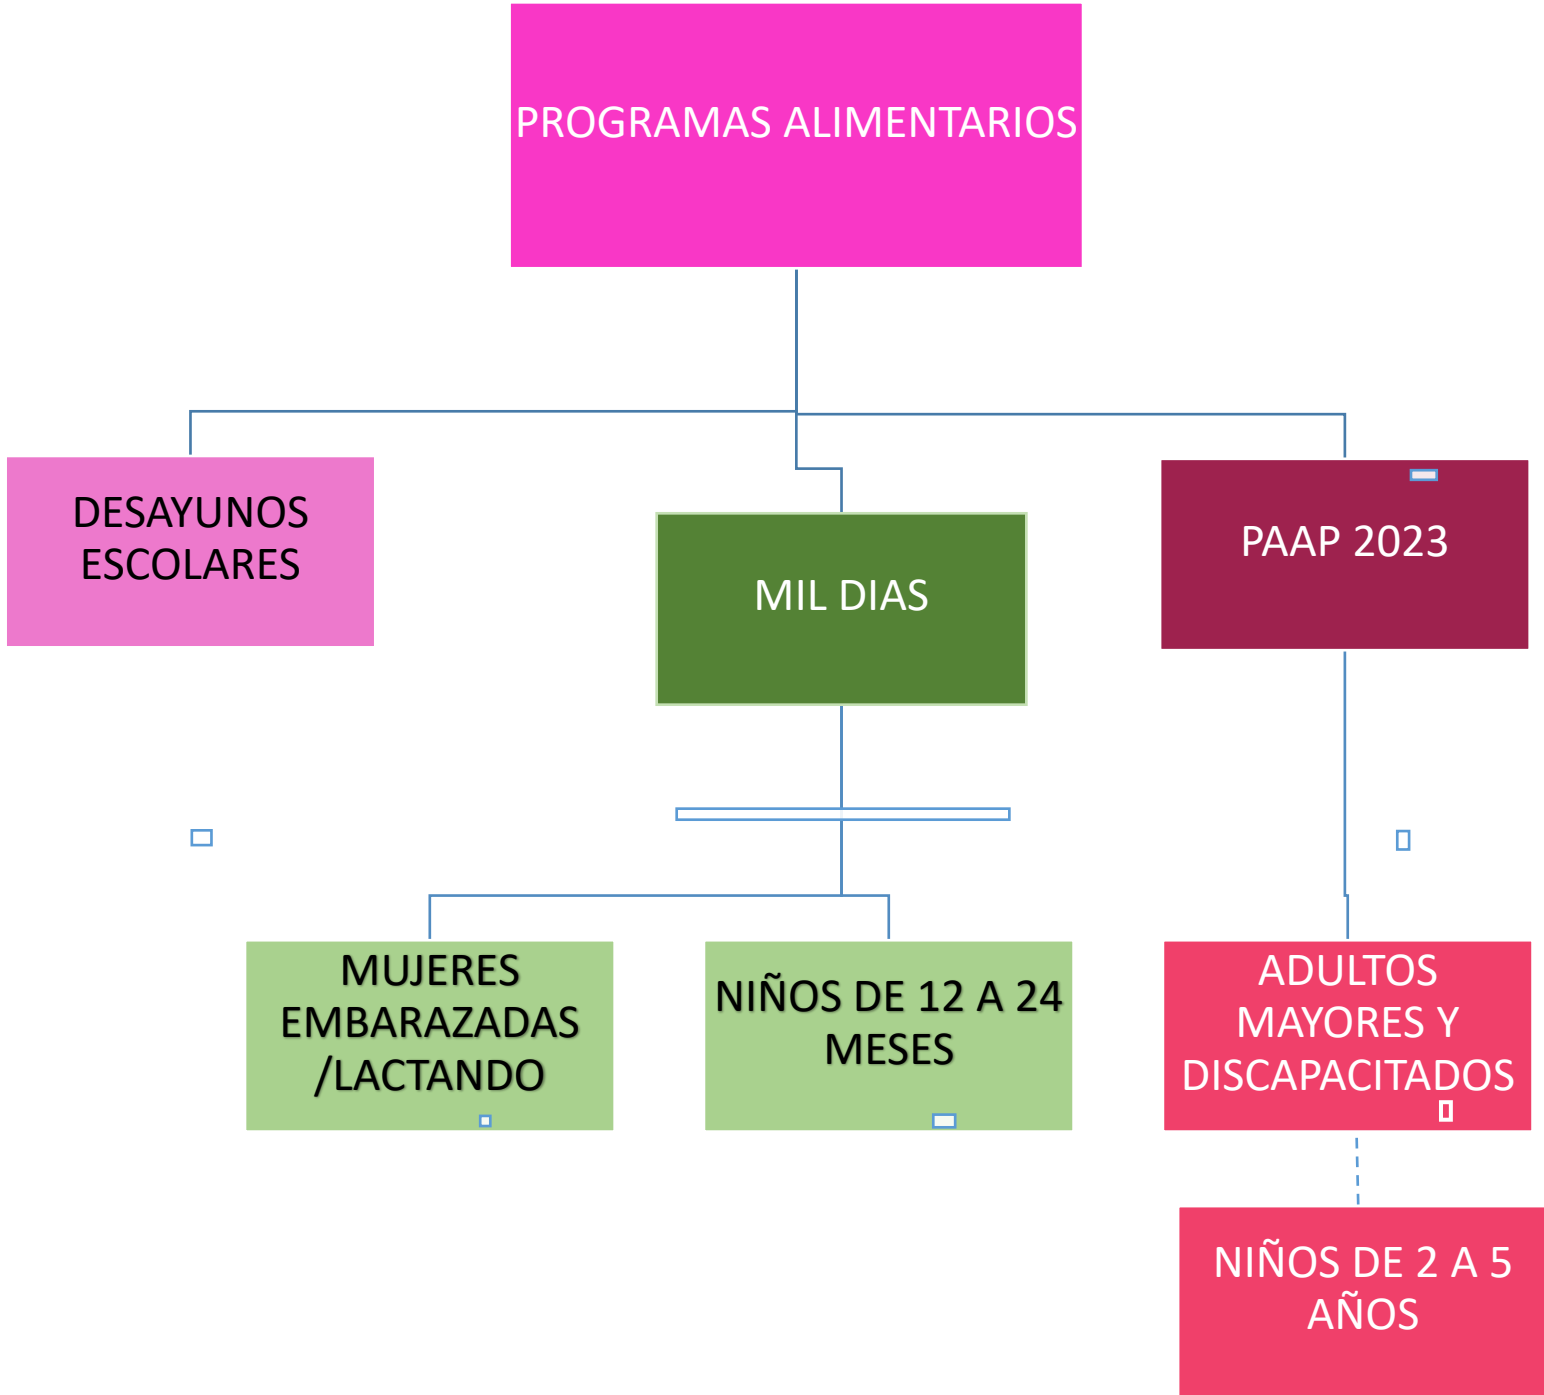 PROGRAMAS ALIMENTARIOS
DESAYUNOS
ESCOLARES
MIL DIAS
PAAP 2023
MUJERES
EMBARAZADAS
/LACTANDO
NIÑOS DE 12 A 24
MESES
ADULTOS
MAYORES Y
DISCAPACITADOS
NIÑOS DE 2 A 5
AÑOS